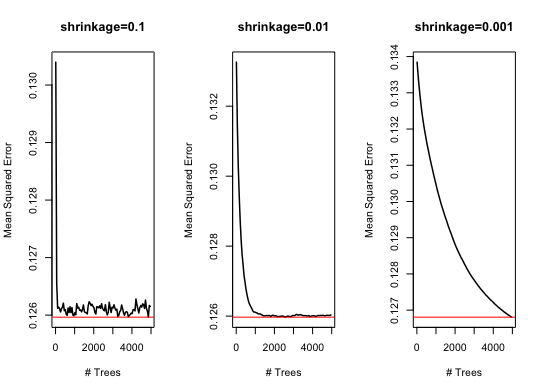 shrinkage=0.1
Mean Squared Error
0.130
0.129
0.128
0.127
0.126
0 2000 4000
# Trees
shrinkage=0.01
Mean Squared Error
0.132
0.130
0.128
0.126
0 2000 4000
# Trees
shrinkage=0.001
Mean Squared Error
0.134
0.133
0.132
0.131
0.130
0.129
0.128
0.127
0 2000 4000
# Trees